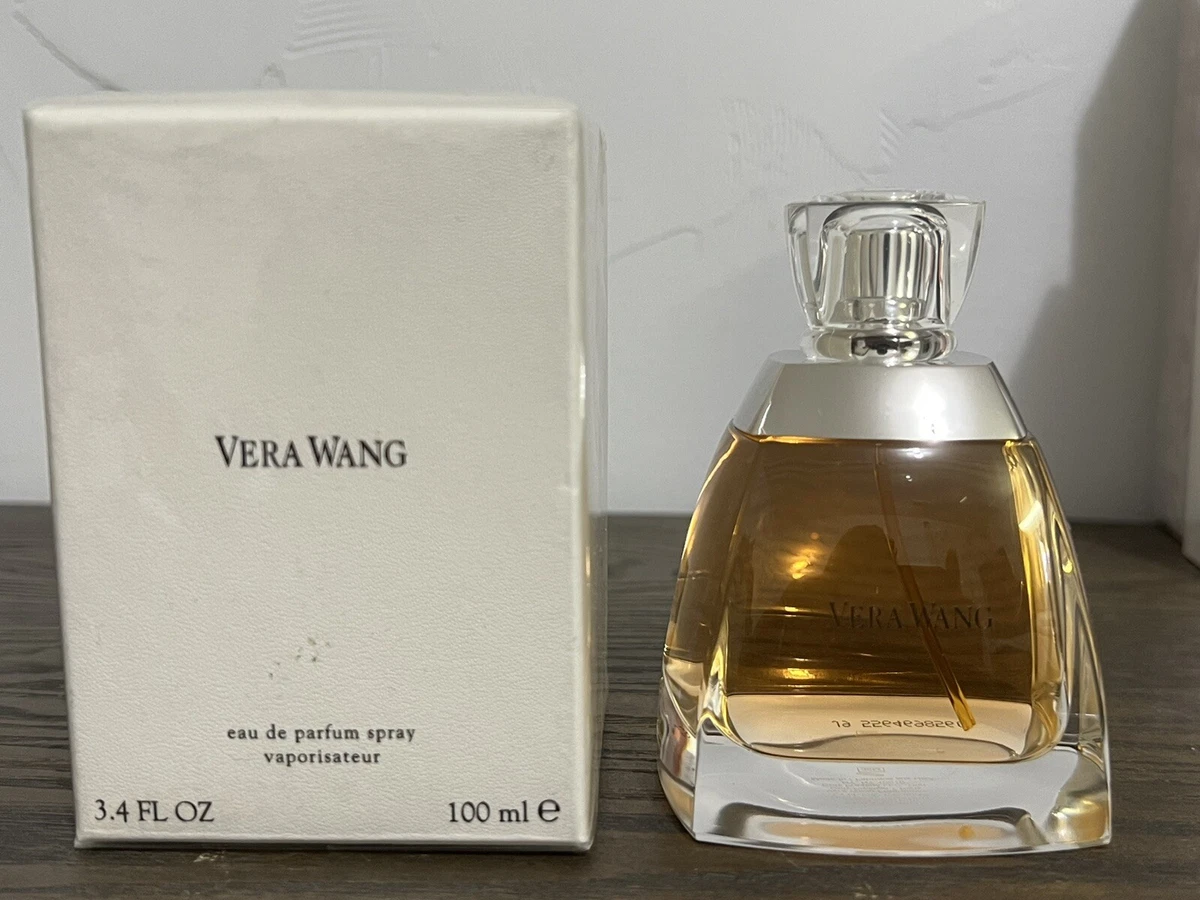 VERA WANG
eau de parfum spray
vaporisateur
3.4 FL OZ
100 ml ℮
VERA WANG